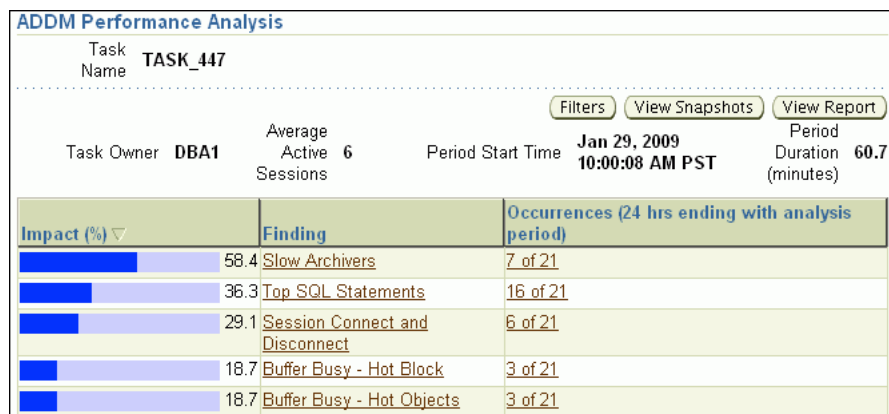 ADDM Performance Analysis
Task
Name TASK_447
Filters View Snapshots View Report
Task Owner DBA1
Average
Active
Sessions 6
Period Start Time Jan 29, 2009
10:00:08 AM PST
Period
Duration
(minutes) 60.7
Impact (%) Finding Occurrences (24 hrs ending with analysis
period)
58.4 Slow Archivers 7 of 21
36.3 Top SQL Statements 16 of 21
29.1 Session Connect and
Disconnect 6 of 21
18.7 Buffer Busy - Hot Block 3 of 21
18.7 Buffer Busy - Hot Objects 3 of 21